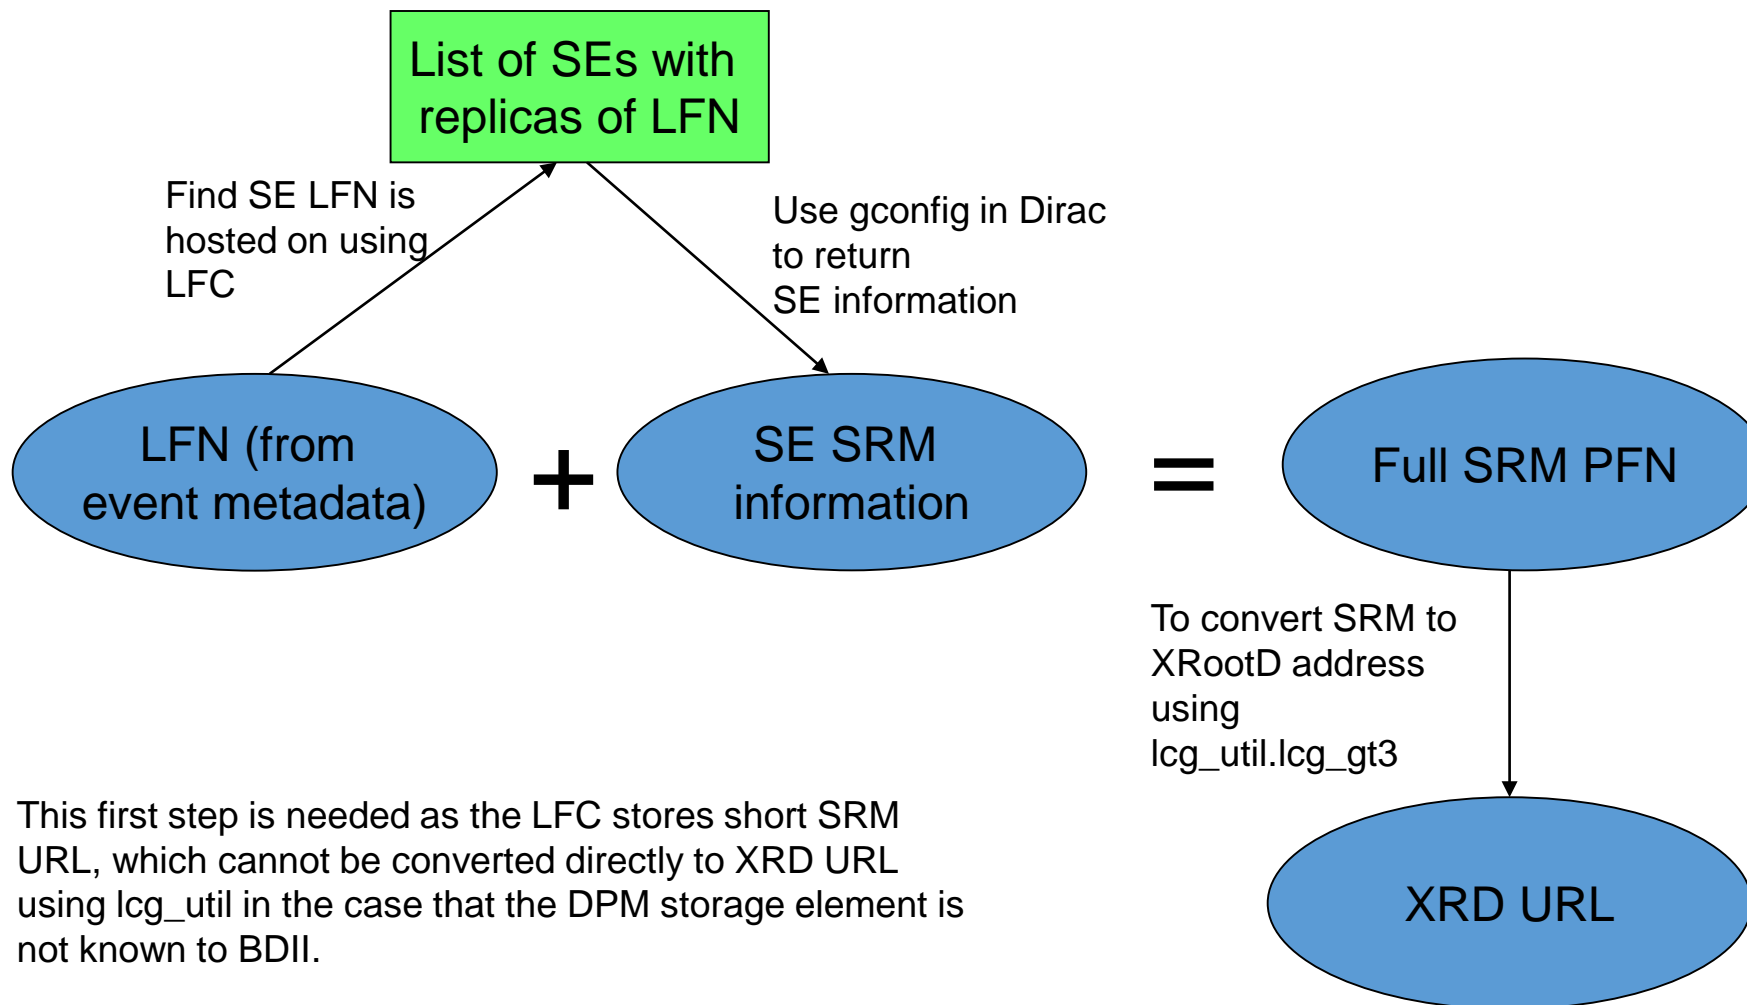 List of SEs with
replicas of LFN
Find SE LFN is
hosted on using
LFC
Use gconfig in Dirac
to return
SE information
LFN (from
event metadata)
+
SE SRM
information
=
Full SRM PFN
To convert SRM to
XRootD address
using
lcg_util.lcg_gt3
This first step is needed as the LFC stores short SRM
URL, which cannot be converted directly to XRD URL
using lcg_util in the case that the DPM storage element is
not known to BDII.
XRD URL